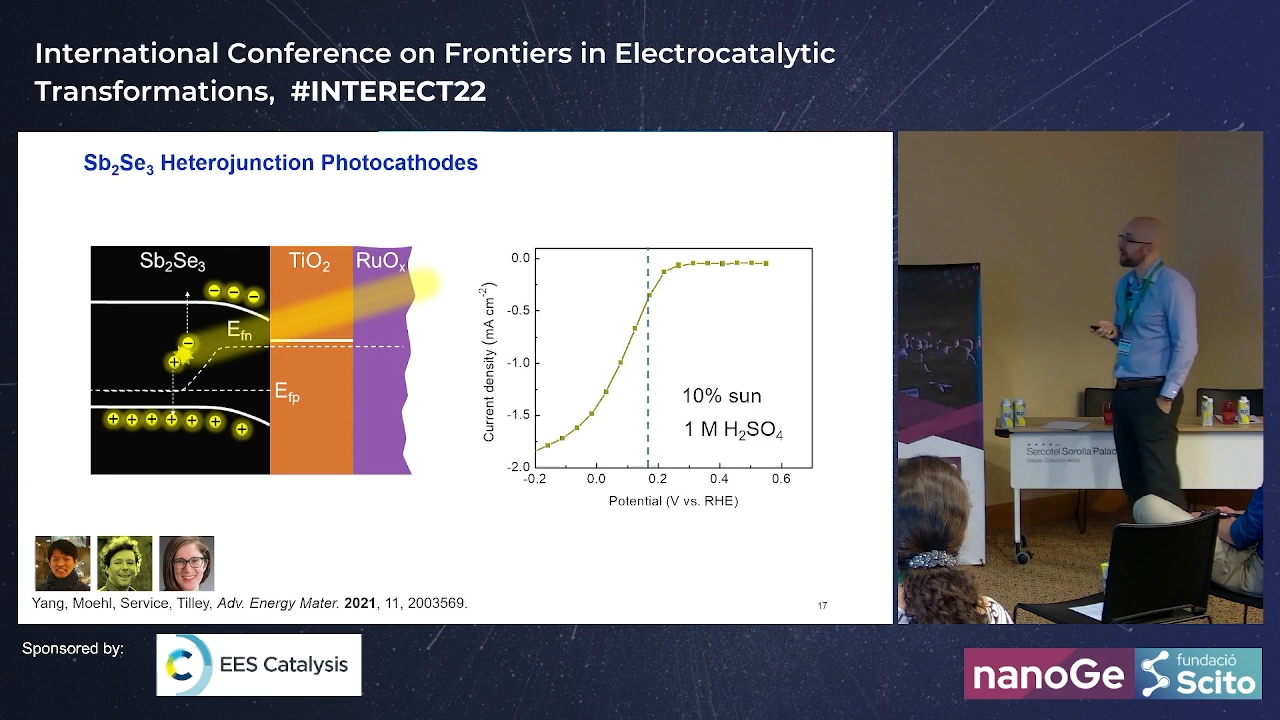 International Conference on Frontiers in Electrocatalytic
Transformations, #INTERECT22
Sb2Se3 Heterojunction Photocathodes
Sb2Se3
TiO2
RuOx
Efn
Efp
0.0
-0.5
-1.0
-1.5
-2.0
-0.2
0.0
0.2
0.4
0.6
Current density (mA cm-2)
Potential (V vs. RHE)
10% sun
1 M H2SO4
Yang, Moehl, Service, Tilley, Adv. Energy Mater. 2021, 11, 2003569.
17
Sercotel Sorolla Palac
Sponsored by:
EES Catalysis
nanoGe
fundació
Scito